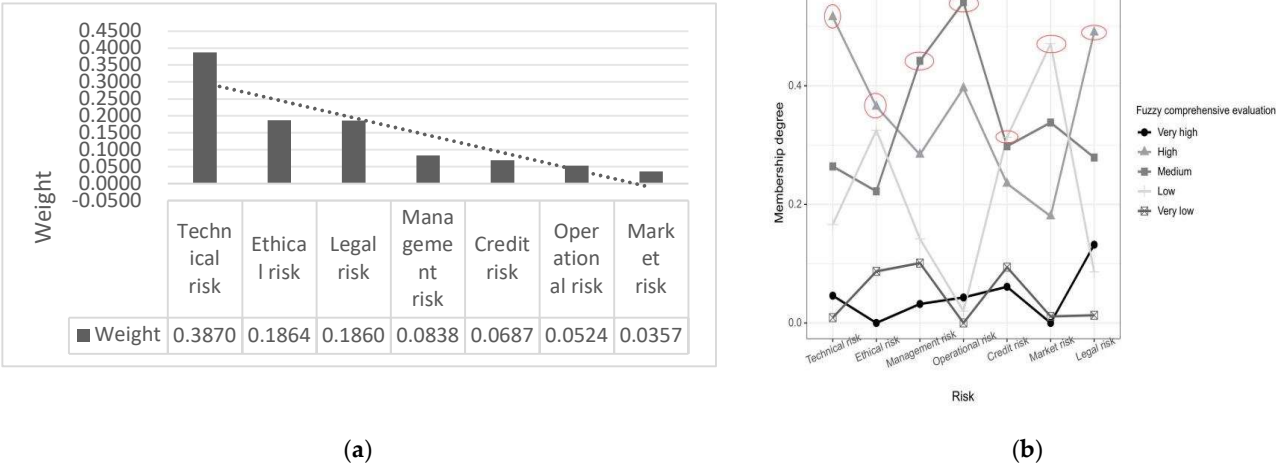 0.4500
0.4000
0.3500
0.3000
0.2500
0.2000
0.1500
0.1000
0.0500
0.0000
-0.0500
Weight
Techn
ical
risk
Ethica
l risk
Legal
risk
Mana
geme
nt
risk
Credit
risk
Oper
ation
al risk
Mark
et
risk
Weight 0.3870 0.1864 0.1860 0.0838 0.0687 0.0524 0.0357
(a)
Membership degree
0.4
0.2
0.0
Technical risk
Ethical risk
Management risk
Operational risk
Credit risk
Market risk
Legal risk
Risk
Fuzzy comprehensive evaluation
Very high
High
Medium
Low
Very low
(b)